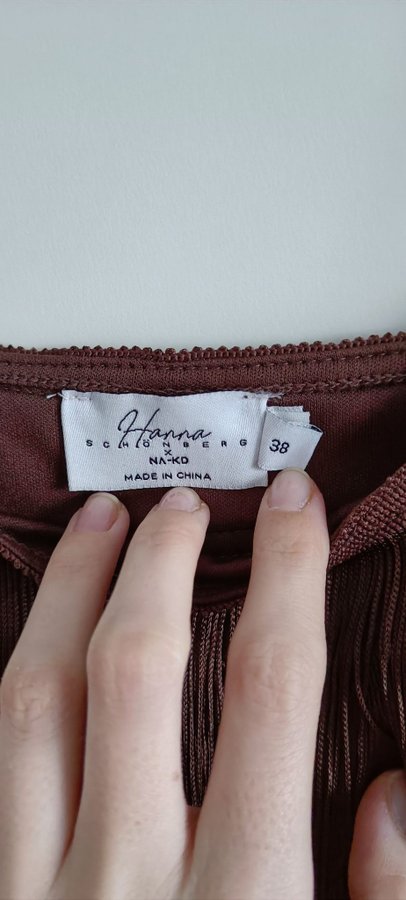 Hanna
SCHÖNBERG
X
NA-KD
MADE IN CHINA
38